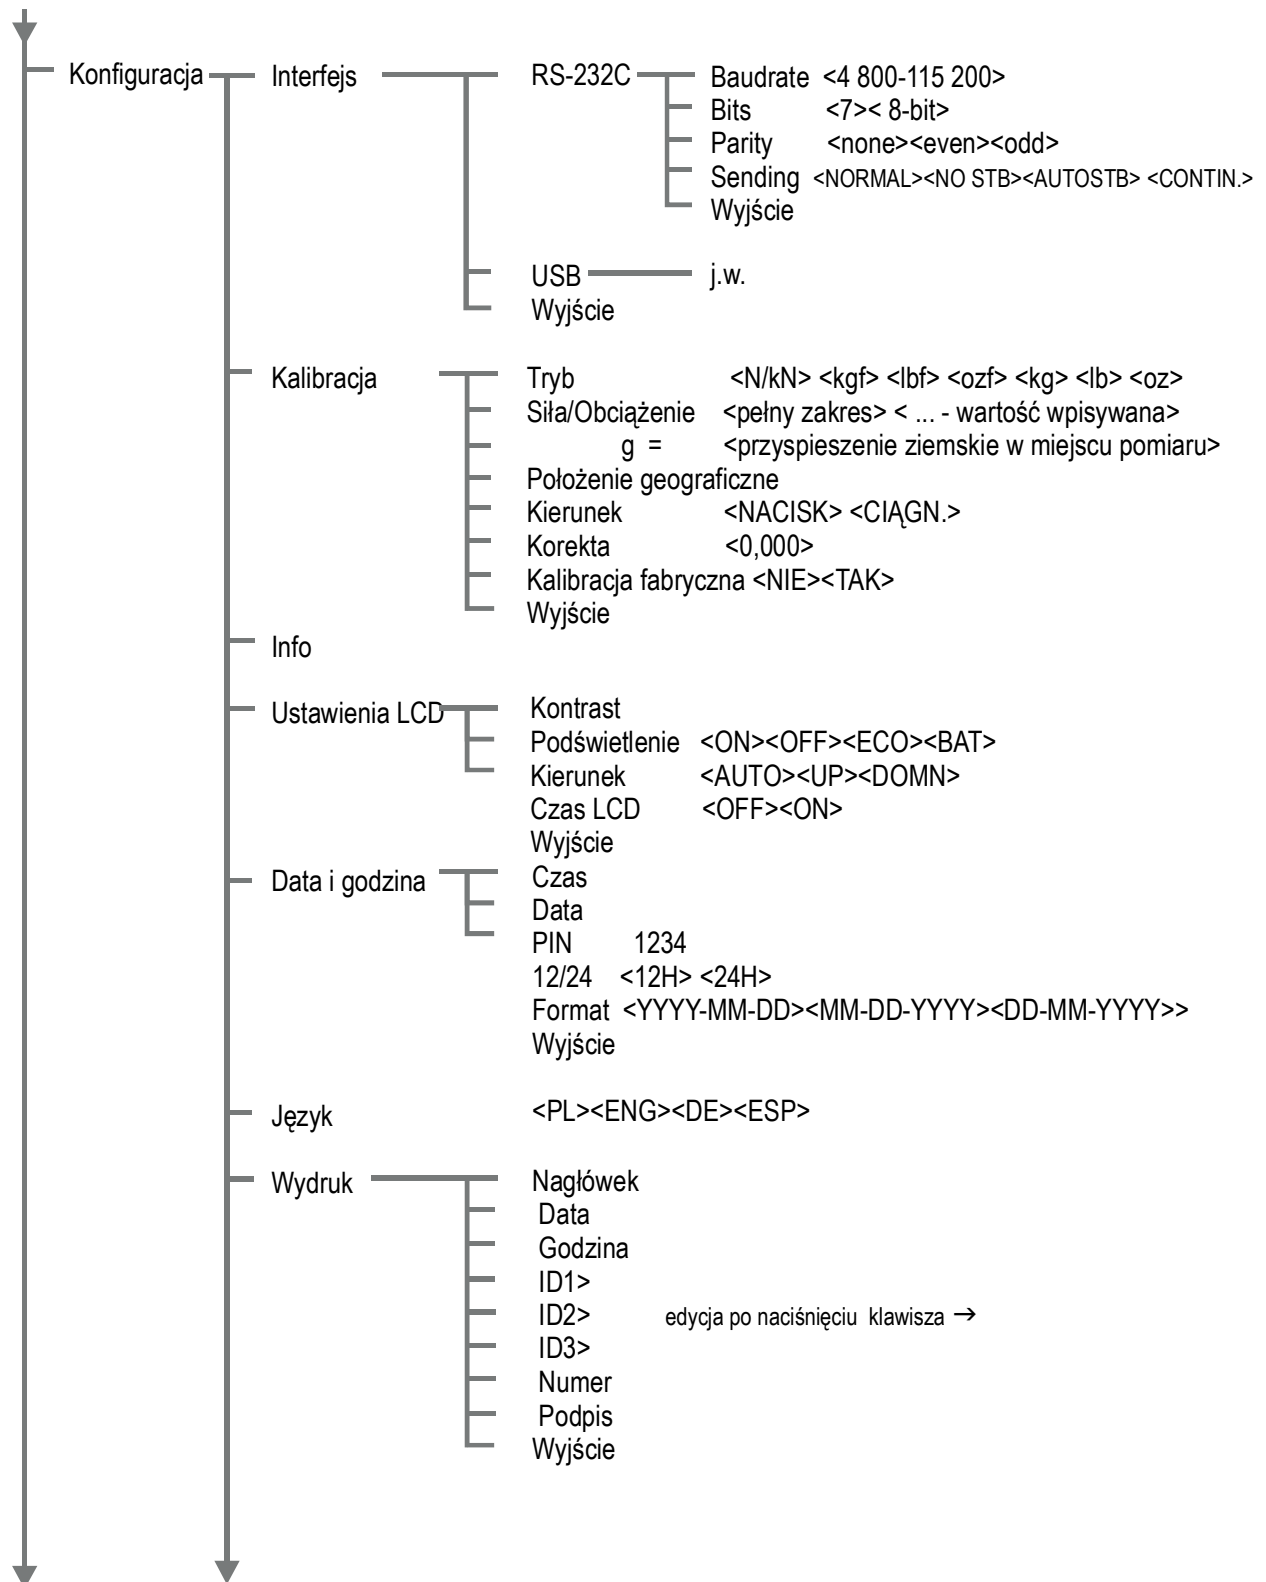 Konfiguracja Interfejs RS-232C Baudrate <4 800-115 200>
Bits <7>< 8-bit>
Parity <none><even><odd>
Sending <NORMAL><NO STB><AUTOSTB> <CONTIN.>
Wyjście
USB j.w.
Wyjście
Kalibracja Tryb <N/kN> <kgf> <lbf> <ozf> <kg> <lb> <oz>
Siła/Obciążenie <pełny zakres> < ... - wartość wpisywana>
g = <przyspieszenie ziemskie w miejscu pomiaru>
Położenie geograficzne
Kierunek <NACISK> <CIĄGN.>
Korekta <0,000>
Kalibracja fabryczna <NIE><TAK>
Wyjście
Info
Ustawienia LCD Kontrast
Podświetlenie <ON><OFF><ECO><BAT>
Kierunek <AUTO><UP><DOMN>
Czas LCD <OFF><ON>
Wyjście
Data i godzina Czas
Data
PIN 1234
12/24 <12H> <24H>
Format <YYYY-MM-DD><MM-DD-YYYY><DD-MM-YYYY>>
Wyjście
Język <PL><ENG><DE><ESP>
Wydruk Nagłówek
Data
Godzina
ID1>
ID2> edycja po naciśnięciu klawisza →
ID3>
Numer
Podpis
Wyjście